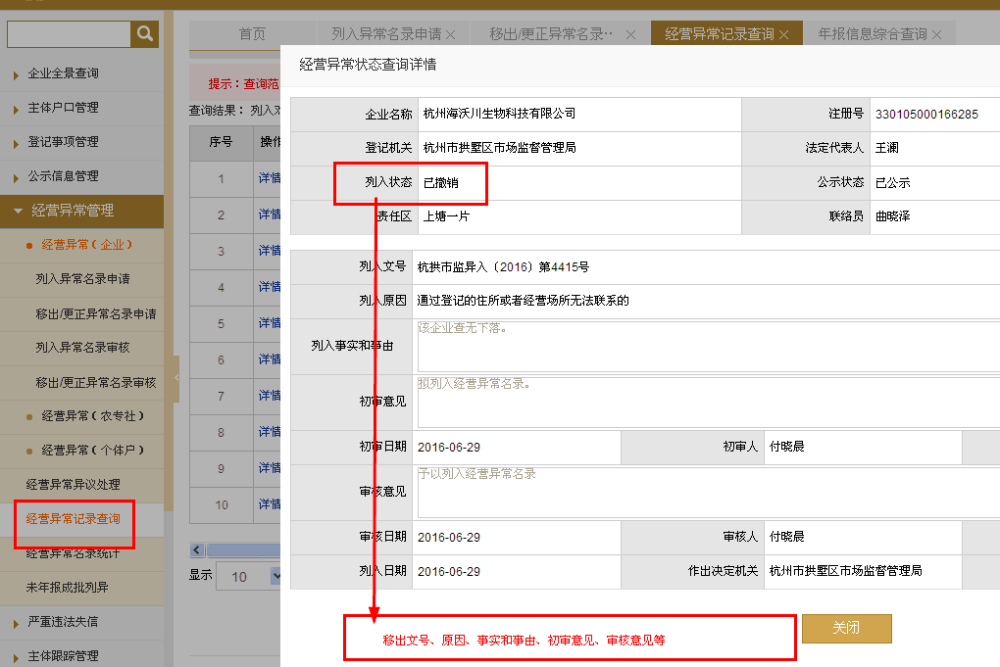 首页
列入异常名录申请×
移出/更正异常名录··×
经营异常记录查询×
年报信息综合查询×
企业全景查询
主体户口管理
登记事项管理
公示信息管理
经营异常管理
经营异常（企业）
列入异常名录申请
移出/更正异常名录申请
列入异常名录审核
移出/更正异常名录审核
经营异常（农专社）
经营异常（个体户）
经营异常异议处理
经营异常记录查询
经营异常名录统计
未年报成批列异
严重违法失信
主体跟踪管理
提示：查询范
查询结果： 列入对
序号 操作
1 详情
2 详情
3 详情
4 详情
5 详情
6 详情
7 详情
8 详情
9 详情
10 详情
显示 10
经营异常状态查询详情
企业名称 杭州海沃川生物科技有限公司 注册号 330105000166285
登记机关 杭州市拱墅区市场监督管理局 法定代表人 王澜
列入状态 已撤销 公示状态 已公示
责任区 上塘一片 联络员 曲晓泽
列入文号 杭拱市监异入〔2016〕第4415号
列入原因 通过登记的住所或者经营场所无法联系的
列入事实和事由 该企业查无下落。
初审意见 拟列入经营异常名录。
初审日期 2016-06-29 初审人 付晓晨
审核意见 予以列入经营异常名录
审核日期 2016-06-29 审核人 付晓晨
列入日期 2016-06-29 作出决定机关 杭州市拱墅区市场监督管理局
移出文号、原因、事实和事由、初审意见、审核意见等
关闭